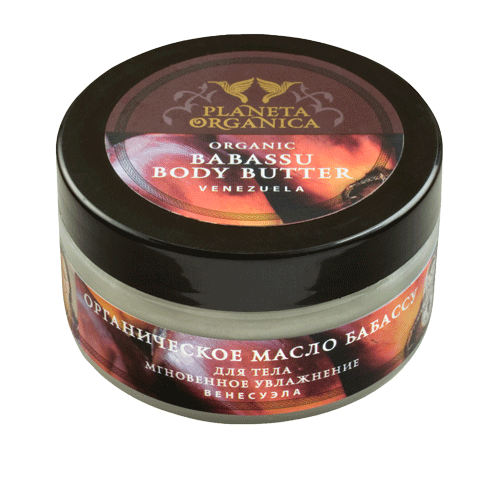 PLANETA
ORGANICA
ORGANIC
BABASSU
BODY BUTTER
VENEZUELA
ОРГАНИЧЕСКОЕ МАСЛО БАБАССУ
ДЛЯ ТЕЛА
МГНОВЕННОЕ УВЛАЖНЕНИЕ
ВЕНЕСУЭЛА